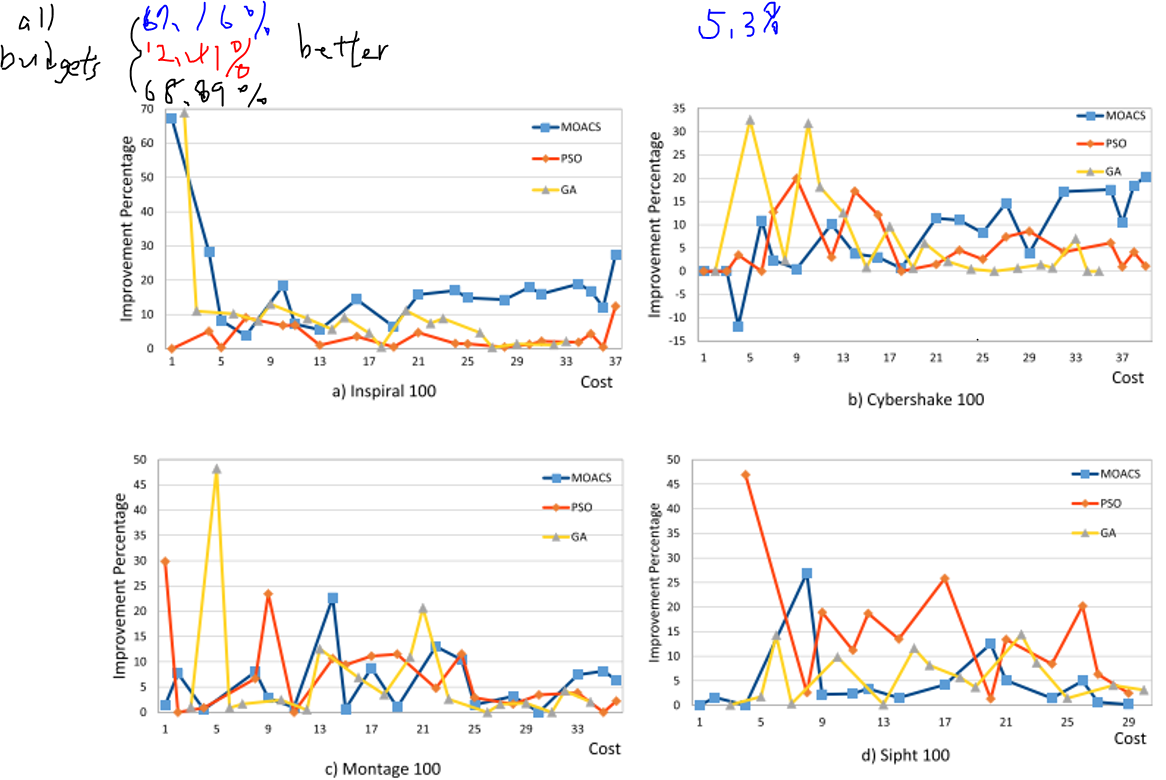 all 67.16% 5.3%
budgets 12.41% better
68.89%
70
60
50
40
30
20
10
0
Improvement Percentage
MOACS
PSO
GA
1 5 9 13 17 21 25 29 33 37
Cost
a) Inspiral 100
35
30
25
20
15
10
5
0
-5
-10
-15
Improvement Percentage
MOACS
PSO
GA
1 5 9 13 17 21 25 29 33 37
Cost
b) Cybershake 100
50
45
40
35
30
25
20
15
10
5
0
Improvement Percentage
MOACS
PSO
GA
1 5 9 13 17 21 25 29 33
Cost
c) Montage 100
50
45
40
35
30
25
20
15
10
5
0
Improvement Percentage
MOACS
PSO
GA
1 5 9 13 17 21 25 29
Cost
d) Sipht 100